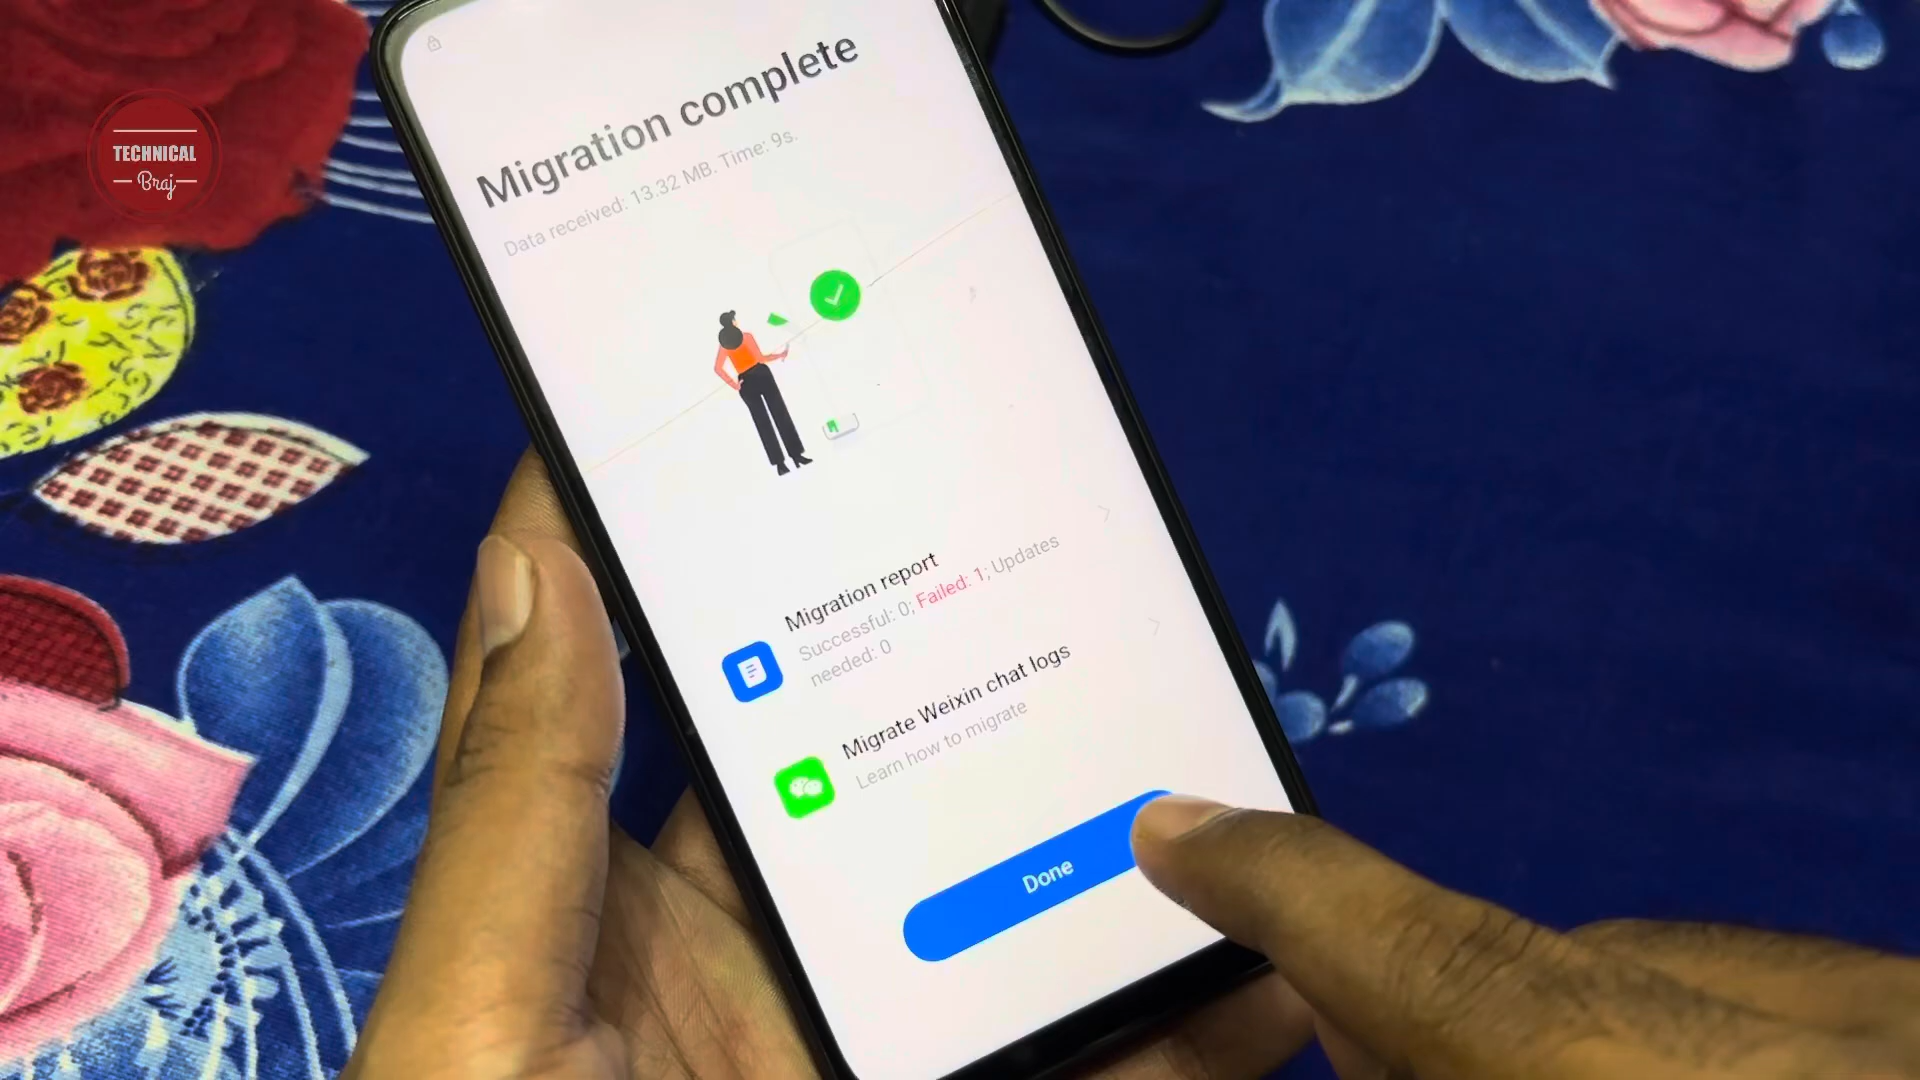 TECHNICAL
Braj
Migration complete
Data received: 13.32 MB. Time: 9s.
Migration report
Successful: 0; Failed: 1; Updates
needed: 0
Migrate Weixin chat logs
Learn how to migrate
Done